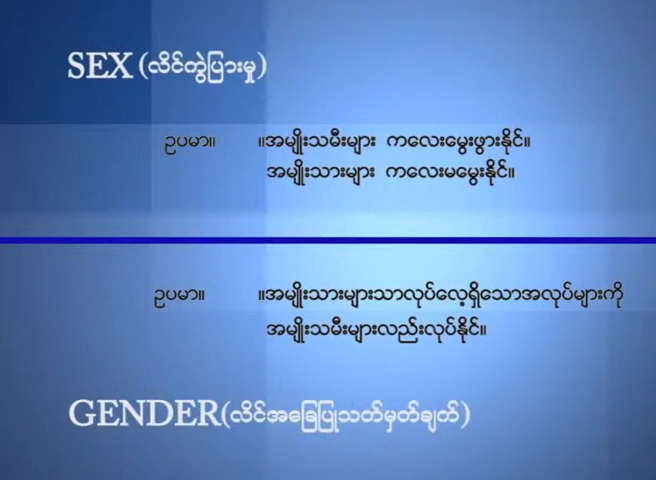 SEX (လိင်ကွဲပြားမှု)
ဥပမာ။ ။အမျိုးသမီးများ ကလေးမွေးဖွားနိုင်။
အမျိုးသားများ ကလေးမမွေးနိုင်။
ဥပမာ။ ။အမျိုးသားများသာလုပ်လေ့ရှိသောအလုပ်များကို
အမျိုးသမီးများလည်းလုပ်နိုင်။
GENDER(လိင်အခြေပြုသတ်မှတ်ချက်)